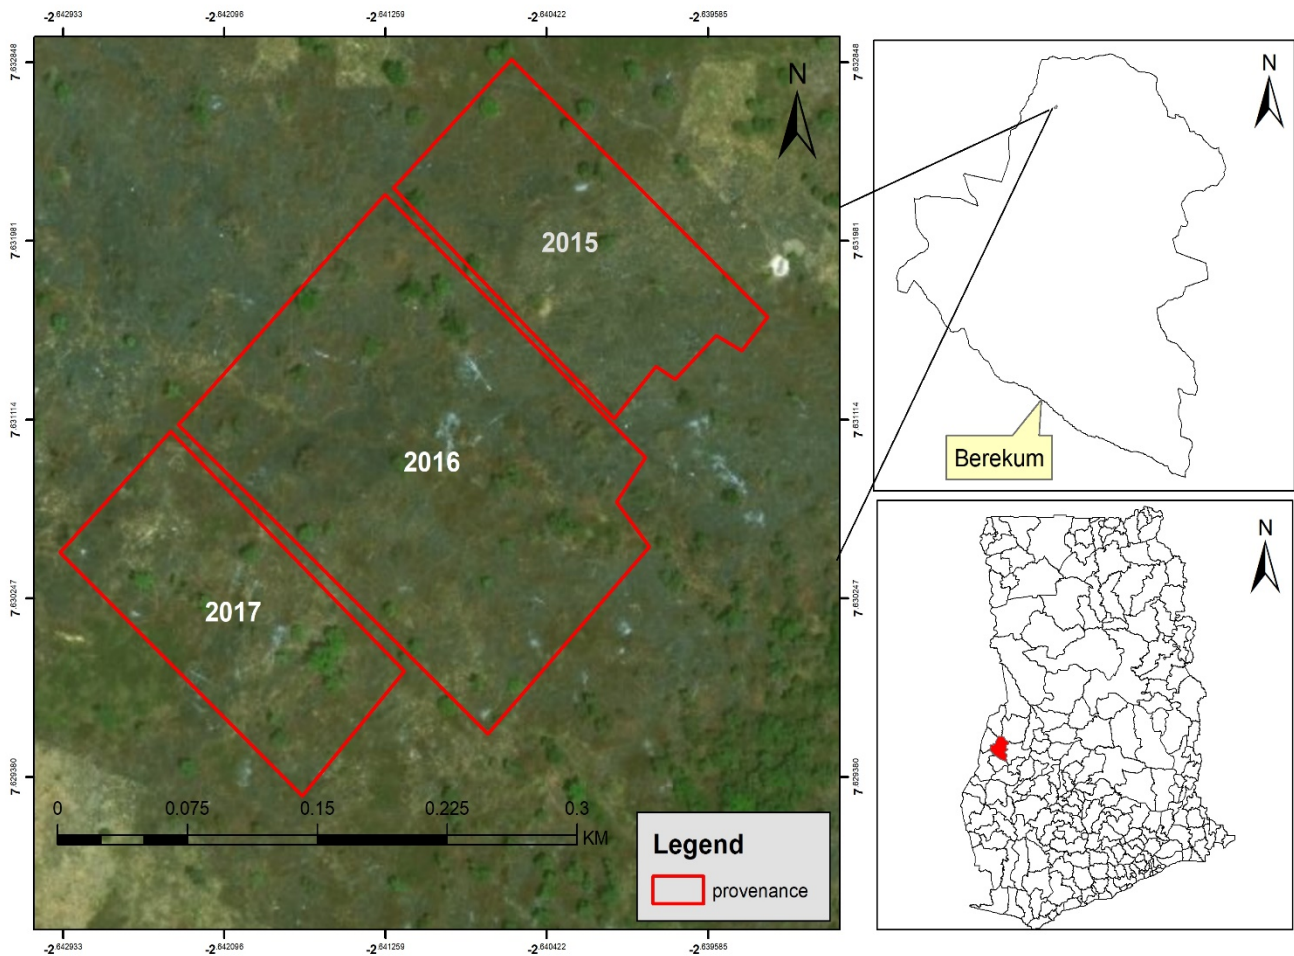 -2.642933 -2.642096 -2.641259 -2.640422 -2.639585
7.632848 7.632848
N
N
2015
7.631981 7.631981
7.631114 7.631114
2016
Berekum
N
7.630247 7.630247
2017
7.629380 7.629380
0 0.075 0.15 0.225 0.3
KM
Legend
provenance
-2.642933 -2.642096 -2.641259 -2.640422 -2.639585